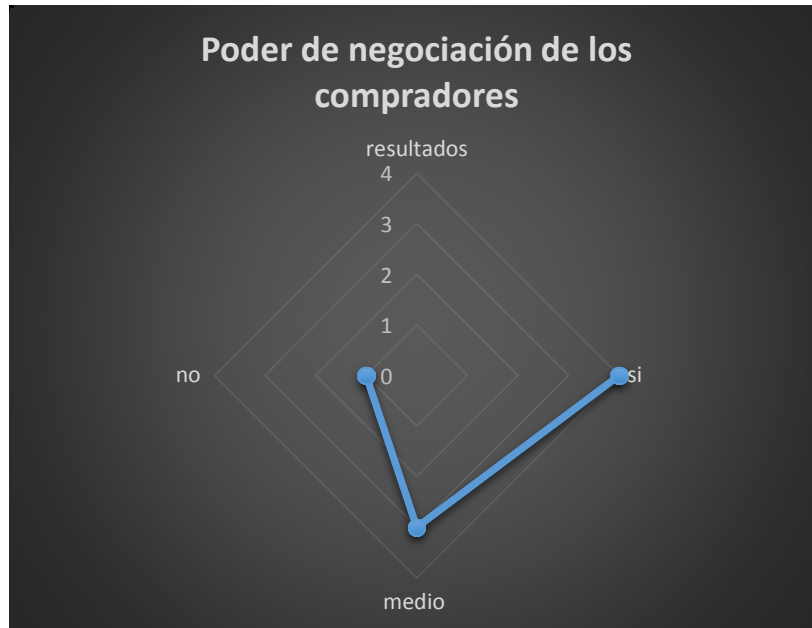 Poder de negociación de los
compradores
resultados
4
3
2
1
0
no
si
medio